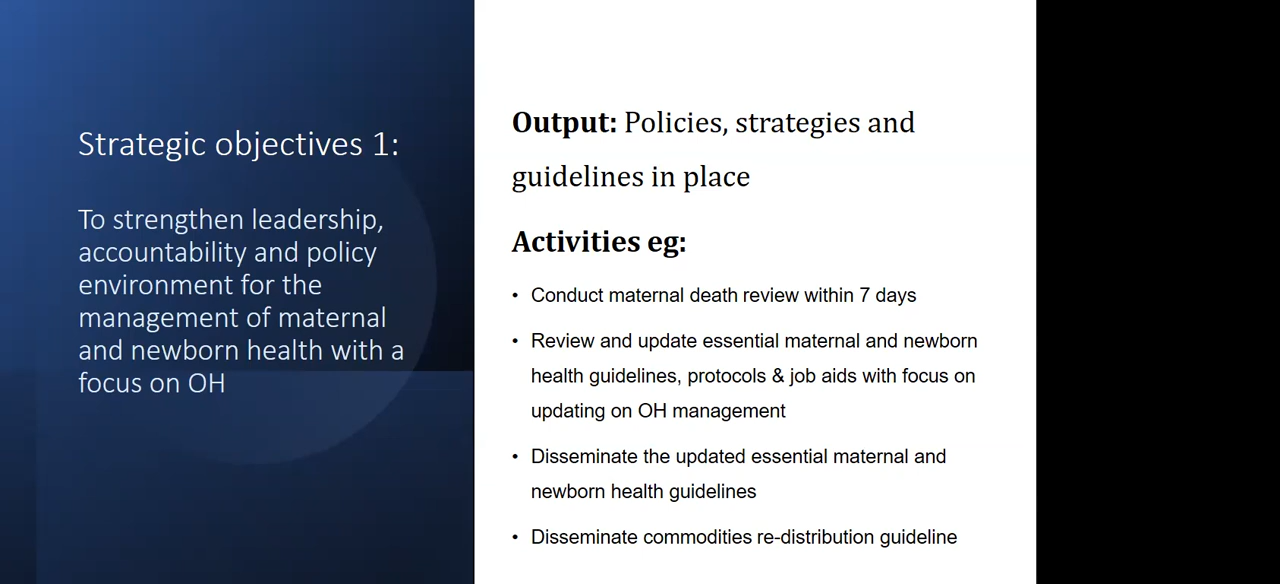 Strategic objectives 1:
To strengthen leadership,
accountability and policy
environment for the
management of maternal
and newborn health with a
focus on OH
Output: Policies, strategies and
guidelines in place
Activities eg:
• Conduct maternal death review within 7 days
• Review and update essential maternal and newborn
health guidelines, protocols & job aids with focus on
updating on OH management
• Disseminate the updated essential maternal and
newborn health guidelines
• Disseminate commodities re-distribution guideline